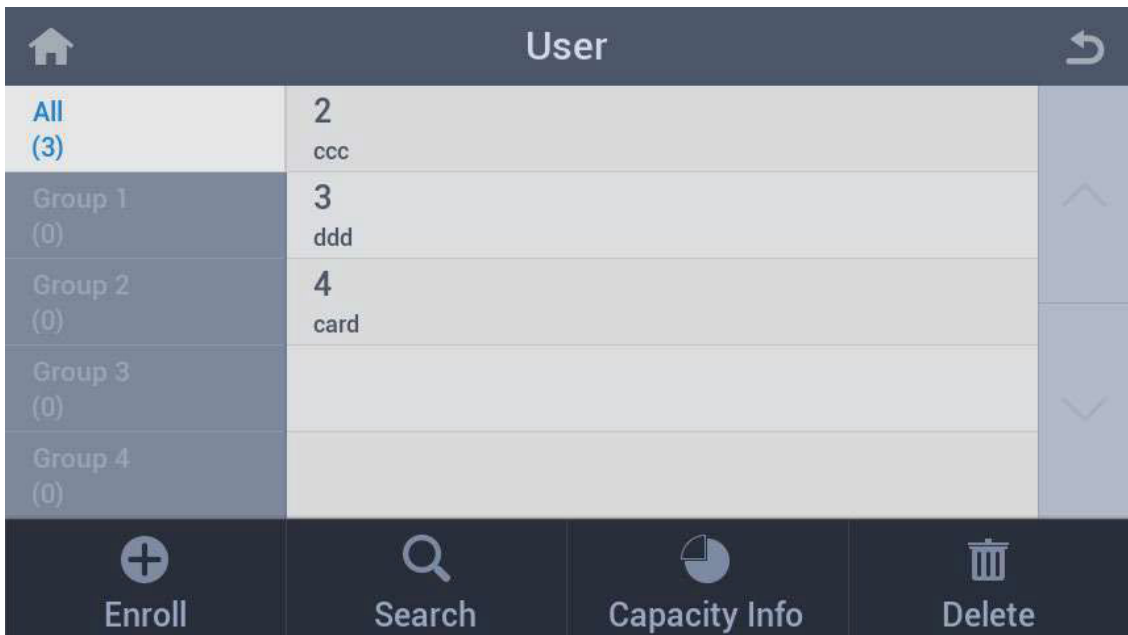 User
All
(3)
Group 1
(0)
Group 2
(0)
Group 3
(0)
Group 4
(0)
2
ccc
3
ddd
4
card
Enroll
Search
Capacity Info
Delete